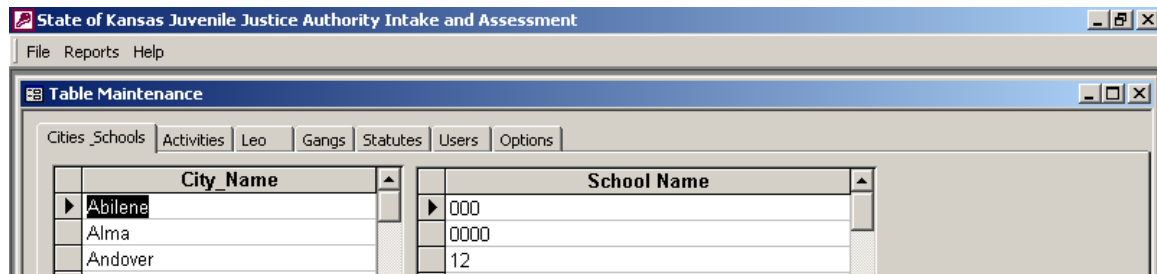 State of Kansas Juvenile Justice Authority Intake and Assessment
File Reports Help
Table Maintenance
Cities_Schools Activities Leo Gangs Statutes Users Options
City_Name School Name
Abilene 000
Alma 0000
Andover 12